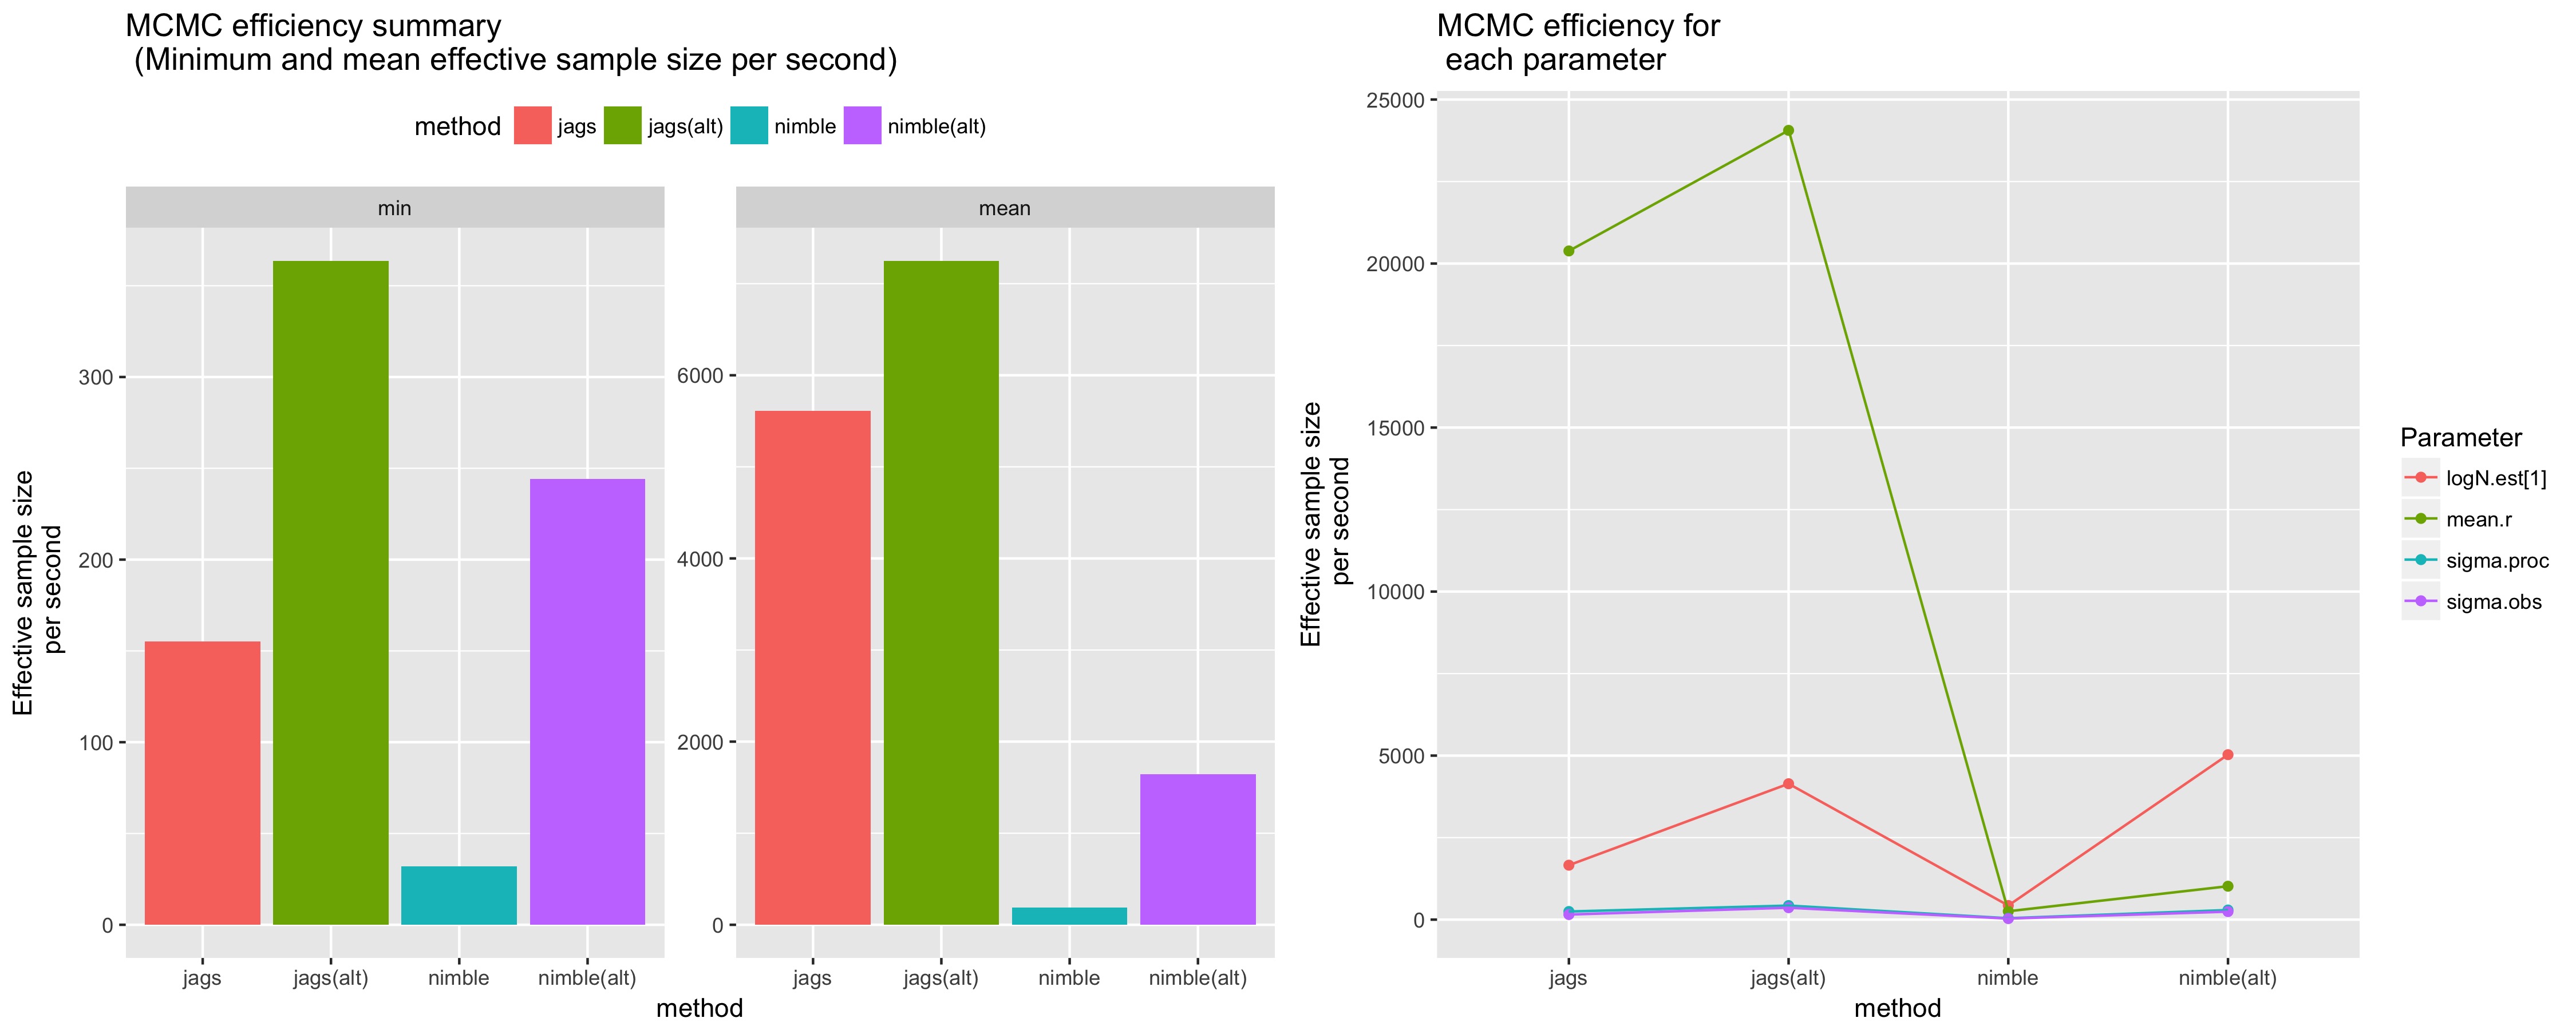 MCMC efficiency summary
(Minimum and mean effective sample size per second)
method jags jags(alt) nimble nimble(alt)
min
mean
Effective sample size
per second
300
200
100
0
6000
4000
2000
0
jags jags(alt) nimble nimble(alt)
jags jags(alt) nimble nimble(alt)
method
MCMC efficiency for
each parameter
Effective sample size
per second
25000
20000
15000
10000
5000
0
jags jags(alt) nimble nimble(alt)
method
Parameter
logN.est[1]
mean.r
sigma.proc
sigma.obs